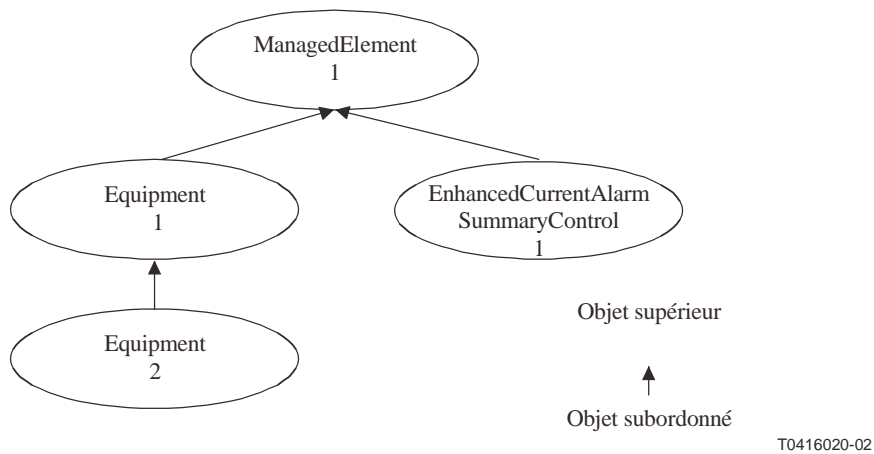 ManagedElement
1
Equipment
1
EnhancedCurrentAlarm
SummaryControl
1
Equipment
2
Objet supérieur
Objet subordonné
T0416020-02